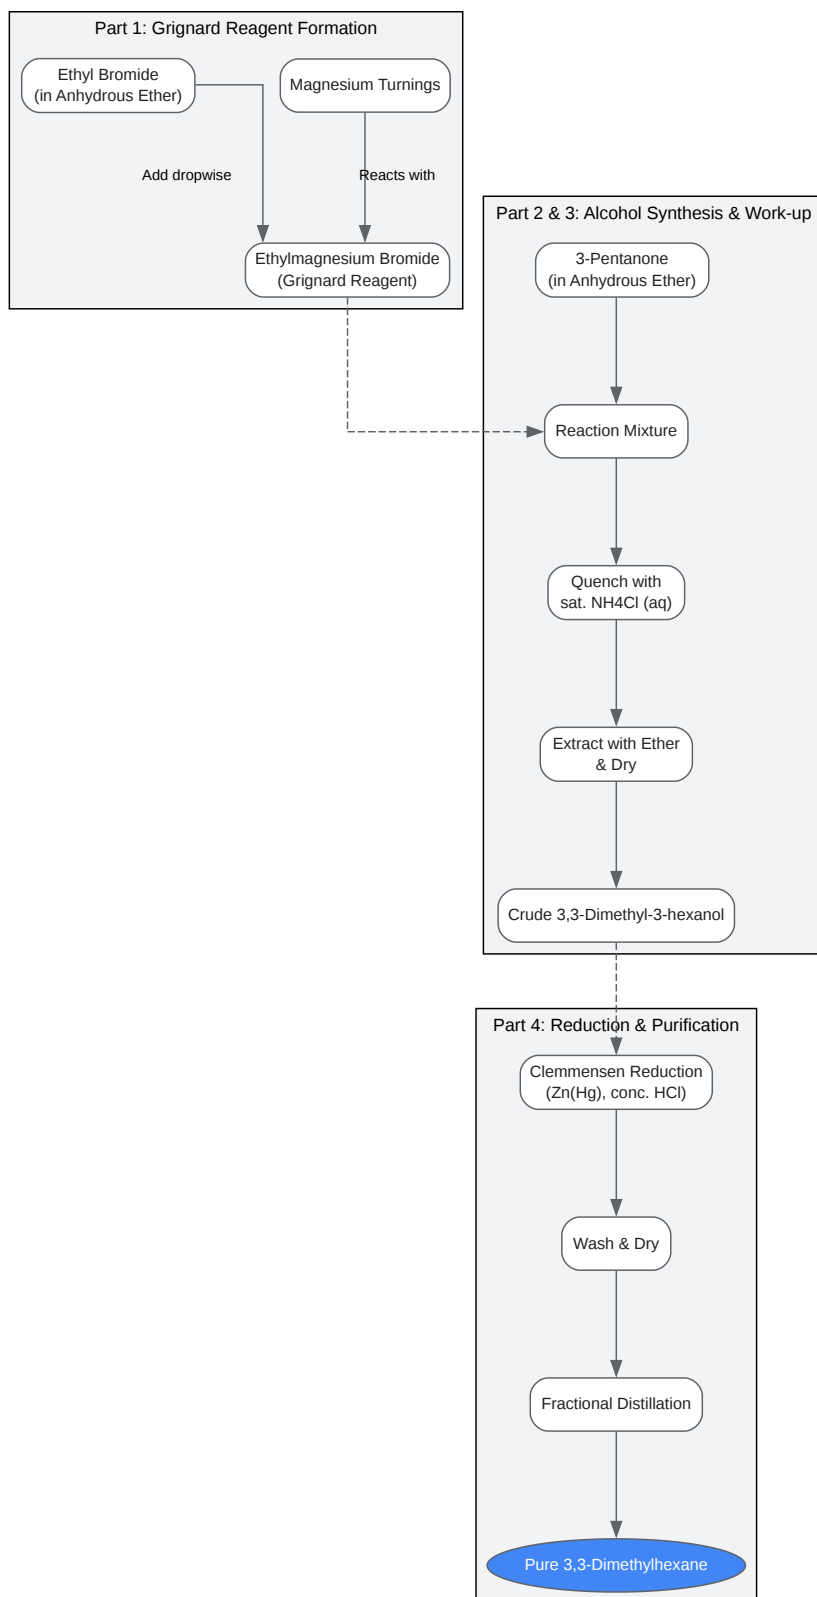 Part 1: Grignard Reagent Formation
Ethyl Bromide
(in Anhydrous Ether)
Magnesium Turnings
Add dropwise
Reacts with
Ethylmagnesium Bromide
(Grignard Reagent)
Part 2 & 3: Alcohol Synthesis & Work-up
3-Pentanone
(in Anhydrous Ether)
Reaction Mixture
Quench with
sat. NH4Cl (aq)
Extract with Ether
& Dry
Crude 3,3-Dimethyl-3-hexanol
Part 4: Reduction & Purification
Clemmensen Reduction
(Zn(Hg), conc. HCl)
Wash & Dry
Fractional Distillation
Pure 3,3-Dimethylhexane